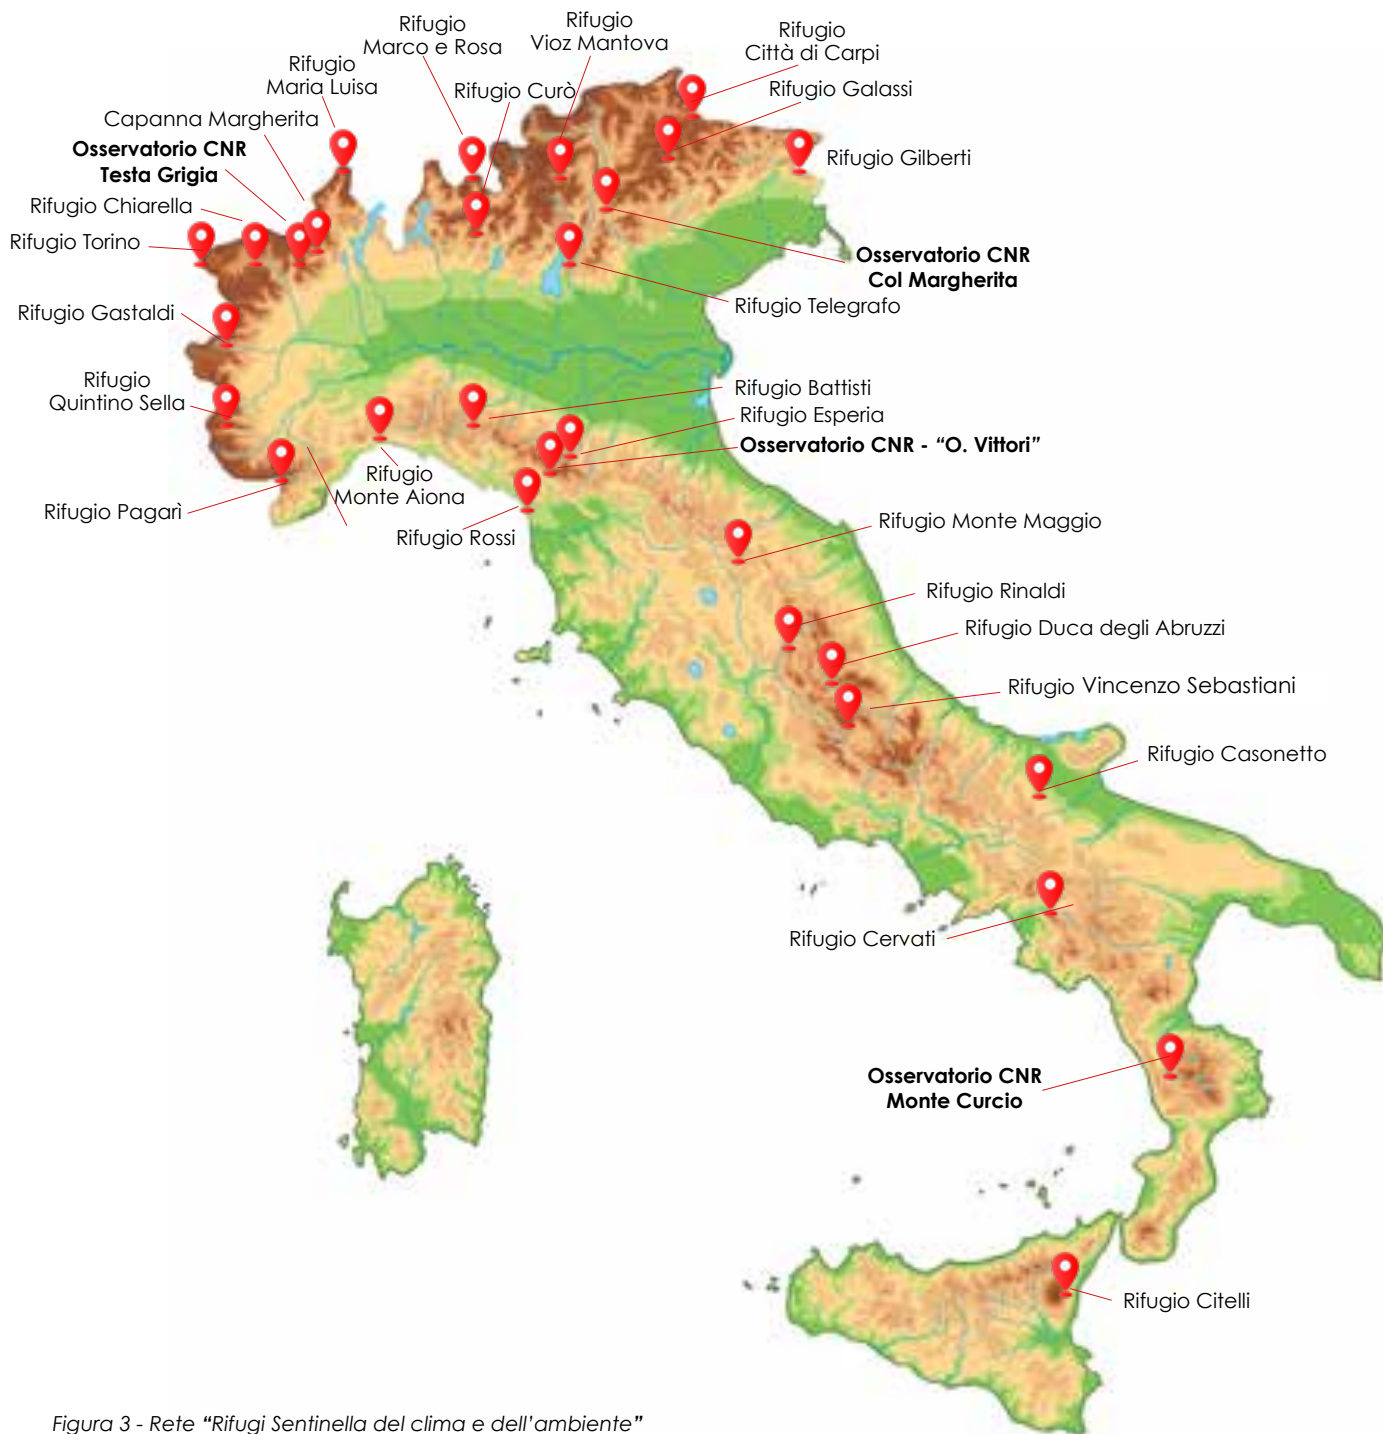 Rifugio
Marco e Rosa
Rifugio
Vioz Mantova
Rifugio
Città di Carpi
Rifugio
Maria Luisa
Rifugio Curò
Rifugio Galassi
Capanna Margherita
Osservatorio CNR
Testa Grigia
Rifugio Gilberti
Rifugio Chiarella
Rifugio Torino
Osservatorio CNR
Col Margherita
Rifugio Telegrafo
Rifugio Gastaldi
Rifugio
Quintino Sella
Rifugio Battisti
Rifugio Esperia
Osservatorio CNR - “O. Vittori”
Rifugio
Monte Aiona
Rifugio Pagarì
Rifugio Rossi
Rifugio Monte Maggio
Rifugio Rinaldi
Rifugio Duca degli Abruzzi
Rifugio Vincenzo Sebastiani
Rifugio Casonetto
Rifugio Cervati
Osservatorio CNR
Monte Curcio
Rifugio Citelli
Figura 3 - Rete “Rifugi Sentinella del clima e dell’ambiente”